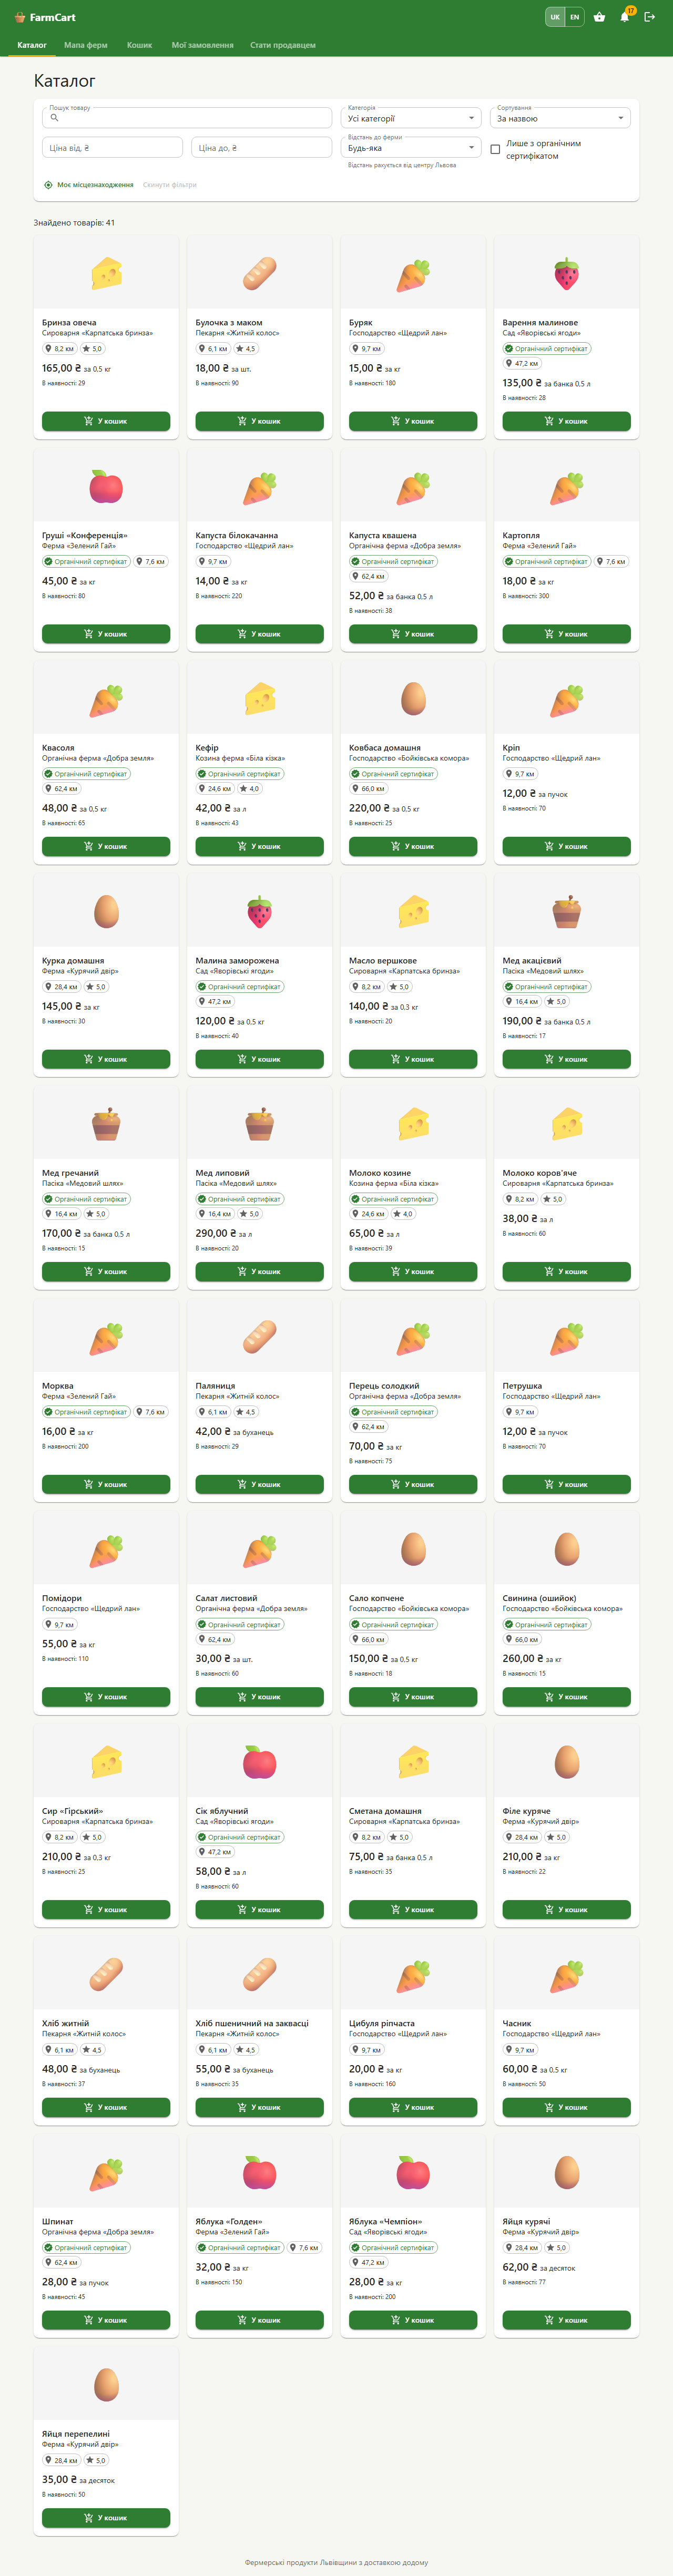 FarmCart
UK EN 17
Каталог Мапа ферм Кошик Мої замовлення Стати продавцем
Каталог
Пошук товару Категорія Сортування
Усі категорії За назвою
Відстань до ферми
Ціна від, ₴ Ціна до, ₴ Будь-яка Лише з органічним
сертифікатом
Відстань рахується від центру Львова
Моє місцезнаходження Скинути фільтри
Знайдено товарів: 41
Бринза овеча
Сироварня «Карпатська бринза»
8,2 км 5,0
165,00 ₴ за 0.5 кг
В наявності: 29
У кошик
Булочка з маком
Пекарня «Житній колос»
6,1 км 4,5
18,00 ₴ за шт.
В наявності: 90
У кошик
Буряк
Господарство «Щедрий лан»
9,7 км
15,00 ₴ за кг
В наявності: 180
У кошик
Варення малинове
Сад «Яворівські ягоди»
Органічний сертифікат
47,2 км
135,00 ₴ за банка 0.5 л
В наявності: 28
У кошик
Груші «Конференція»
Ферма «Зелений Гай»
Органічний сертифікат 7,6 км
45,00 ₴ за кг
В наявності: 80
У кошик
Капуста білокачанна
Господарство «Щедрий лан»
9,7 км
14,00 ₴ за кг
В наявності: 220
У кошик
Капуста квашена
Органічна ферма «Добра земля»
Органічний сертифікат
62,4 км
52,00 ₴ за банка 0.5 л
В наявності: 38
У кошик
Картопля
Ферма «Зелений Гай»
Органічний сертифікат 7,6 км
18,00 ₴ за кг
В наявності: 300
У кошик
Квасоля
Органічна ферма «Добра земля»
Органічний сертифікат
62,4 км
48,00 ₴ за 0.5 кг
В наявності: 65
У кошик
Кефір
Козина ферма «Біла кізка»
Органічний сертифікат
24,6 км 4,0
42,00 ₴ за л
В наявності: 43
У кошик
Ковбаса домашня
Господарство «Бойківська комора»
Органічний сертифікат
66,0 км
220,00 ₴ за 0.5 кг
В наявності: 25
У кошик
Кріп
Господарство «Щедрий лан»
9,7 км
12,00 ₴ за пучок
В наявності: 70
У кошик
Курка домашня
Ферма «Курячий двір»
28,4 км 5,0
145,00 ₴ за кг
В наявності: 30
У кошик
Малина заморожена
Сад «Яворівські ягоди»
Органічний сертифікат
47,2 км
120,00 ₴ за 0.5 кг
В наявності: 40
У кошик
Масло вершкове
Сироварня «Карпатська бринза»
8,2 км 5,0
140,00 ₴ за 0.3 кг
В наявності: 20
У кошик
Мед акацієвий
Пасіка «Медовий шлях»
Органічний сертифікат
16,4 км 5,0
190,00 ₴ за банка 0.5 л
В наявності: 17
У кошик
Мед гречаний
Пасіка «Медовий шлях»
Органічний сертифікат
16,4 км 5,0
170,00 ₴ за банка 0.5 л
В наявності: 15
У кошик
Мед липовий
Пасіка «Медовий шлях»
Органічний сертифікат
16,4 км 5,0
290,00 ₴ за л
В наявності: 20
У кошик
Молоко козине
Козина ферма «Біла кізка»
Органічний сертифікат
24,6 км 4,0
65,00 ₴ за л
В наявності: 39
У кошик
Молоко коров'яче
Сироварня «Карпатська бринза»
8,2 км 5,0
38,00 ₴ за л
В наявності: 60
У кошик
Морква
Ферма «Зелений Гай»
Органічний сертифікат 7,6 км
16,00 ₴ за кг
В наявності: 200
У кошик
Паляниця
Пекарня «Житній колос»
6,1 км 4,5
42,00 ₴ за буханець
В наявності: 29
У кошик
Перець солодкий
Органічна ферма «Добра земля»
Органічний сертифікат
62,4 км
70,00 ₴ за кг
В наявності: 75
У кошик
Петрушка
Господарство «Щедрий лан»
9,7 км
12,00 ₴ за пучок
В наявності: 70
У кошик
Помідори
Господарство «Щедрий лан»
9,7 км
55,00 ₴ за кг
В наявності: 110
У кошик
Салат листовий
Органічна ферма «Добра земля»
Органічний сертифікат
62,4 км
30,00 ₴ за шт.
В наявності: 60
У кошик
Сало копчене
Господарство «Бойківська комора»
Органічний сертифікат
66,0 км
150,00 ₴ за 0.5 кг
В наявності: 18
У кошик
Свинина (ошийок)
Господарство «Бойківська комора»
Органічний сертифікат
66,0 км
260,00 ₴ за кг
В наявності: 15
У кошик
Сир «Гірський»
Сироварня «Карпатська бринза»
8,2 км 5,0
210,00 ₴ за 0.3 кг
В наявності: 25
У кошик
Сік яблучний
Сад «Яворівські ягоди»
Органічний сертифікат
47,2 км
58,00 ₴ за л
В наявності: 60
У кошик
Сметана домашня
Сироварня «Карпатська бринза»
8,2 км 5,0
75,00 ₴ за банка 0.5 л
В наявності: 35
У кошик
Філе куряче
Ферма «Курячий двір»
28,4 км 5,0
210,00 ₴ за кг
В наявності: 22
У кошик
Хліб житній
Пекарня «Житній колос»
6,1 км 4,5
48,00 ₴ за буханець
В наявності: 37
У кошик
Хліб пшеничний на заквасці
Пекарня «Житній колос»
6,1 км 4,5
55,00 ₴ за буханець
В наявності: 35
У кошик
Цибуля ріпчаста
Господарство «Щедрий лан»
9,7 км
20,00 ₴ за кг
В наявності: 160
У кошик
Часник
Господарство «Щедрий лан»
9,7 км
60,00 ₴ за 0.5 кг
В наявності: 50
У кошик
Шпинат
Органічна ферма «Добра земля»
Органічний сертифікат
62,4 км
28,00 ₴ за пучок
В наявності: 45
У кошик
Яблука «Голден»
Ферма «Зелений Гай»
Органічний сертифікат 7,6 км
32,00 ₴ за кг
В наявності: 150
У кошик
Яблука «Чемпіон»
Сад «Яворівські ягоди»
Органічний сертифікат
47,2 км
28,00 ₴ за кг
В наявності: 200
У кошик
Яйця курячі
Ферма «Курячий двір»
28,4 км 5,0
62,00 ₴ за десяток
В наявності: 77
У кошик
Яйця перепелині
Ферма «Курячий двір»
28,4 км 5,0
35,00 ₴ за десяток
В наявності: 50
У кошик
Фермерські продукти Львівщини з доставкою додому